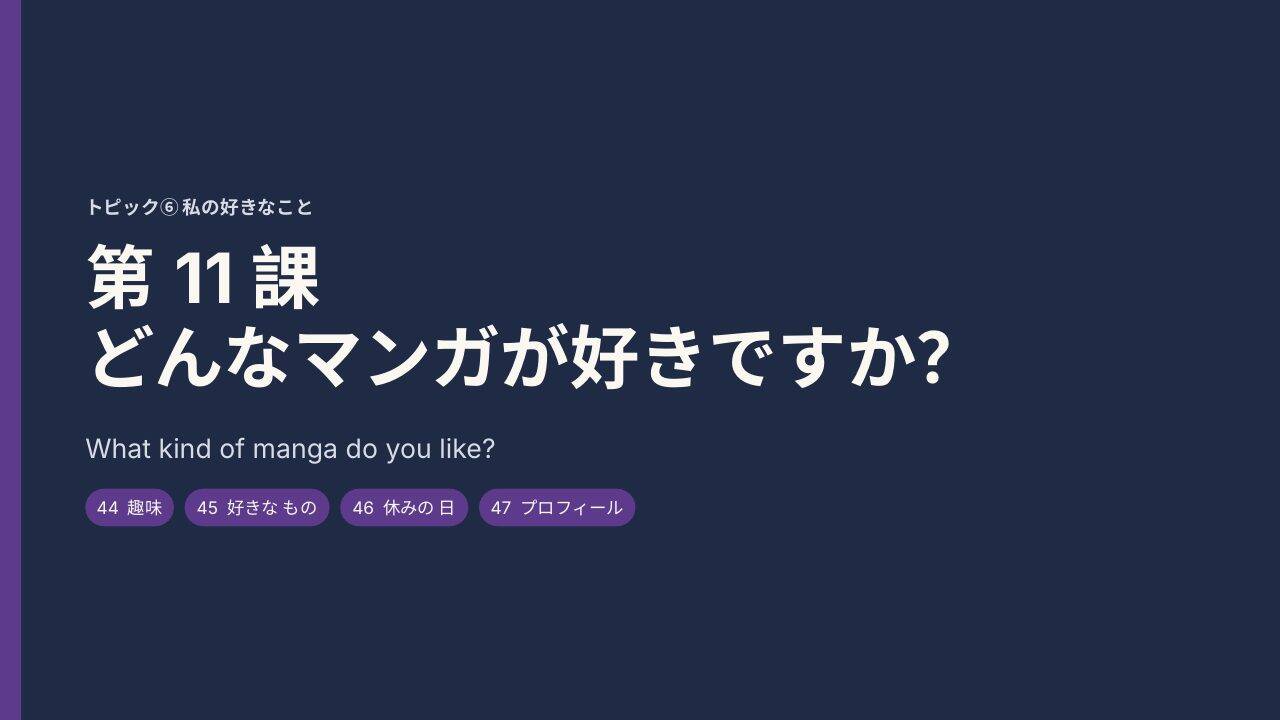 トピック⑥ 私の好きなこと
第 11 課
どんなマンガが好きですか?
What kind of manga do you like?
44 趣味 45 好きな もの 46 休みの 日 47 プロフィール